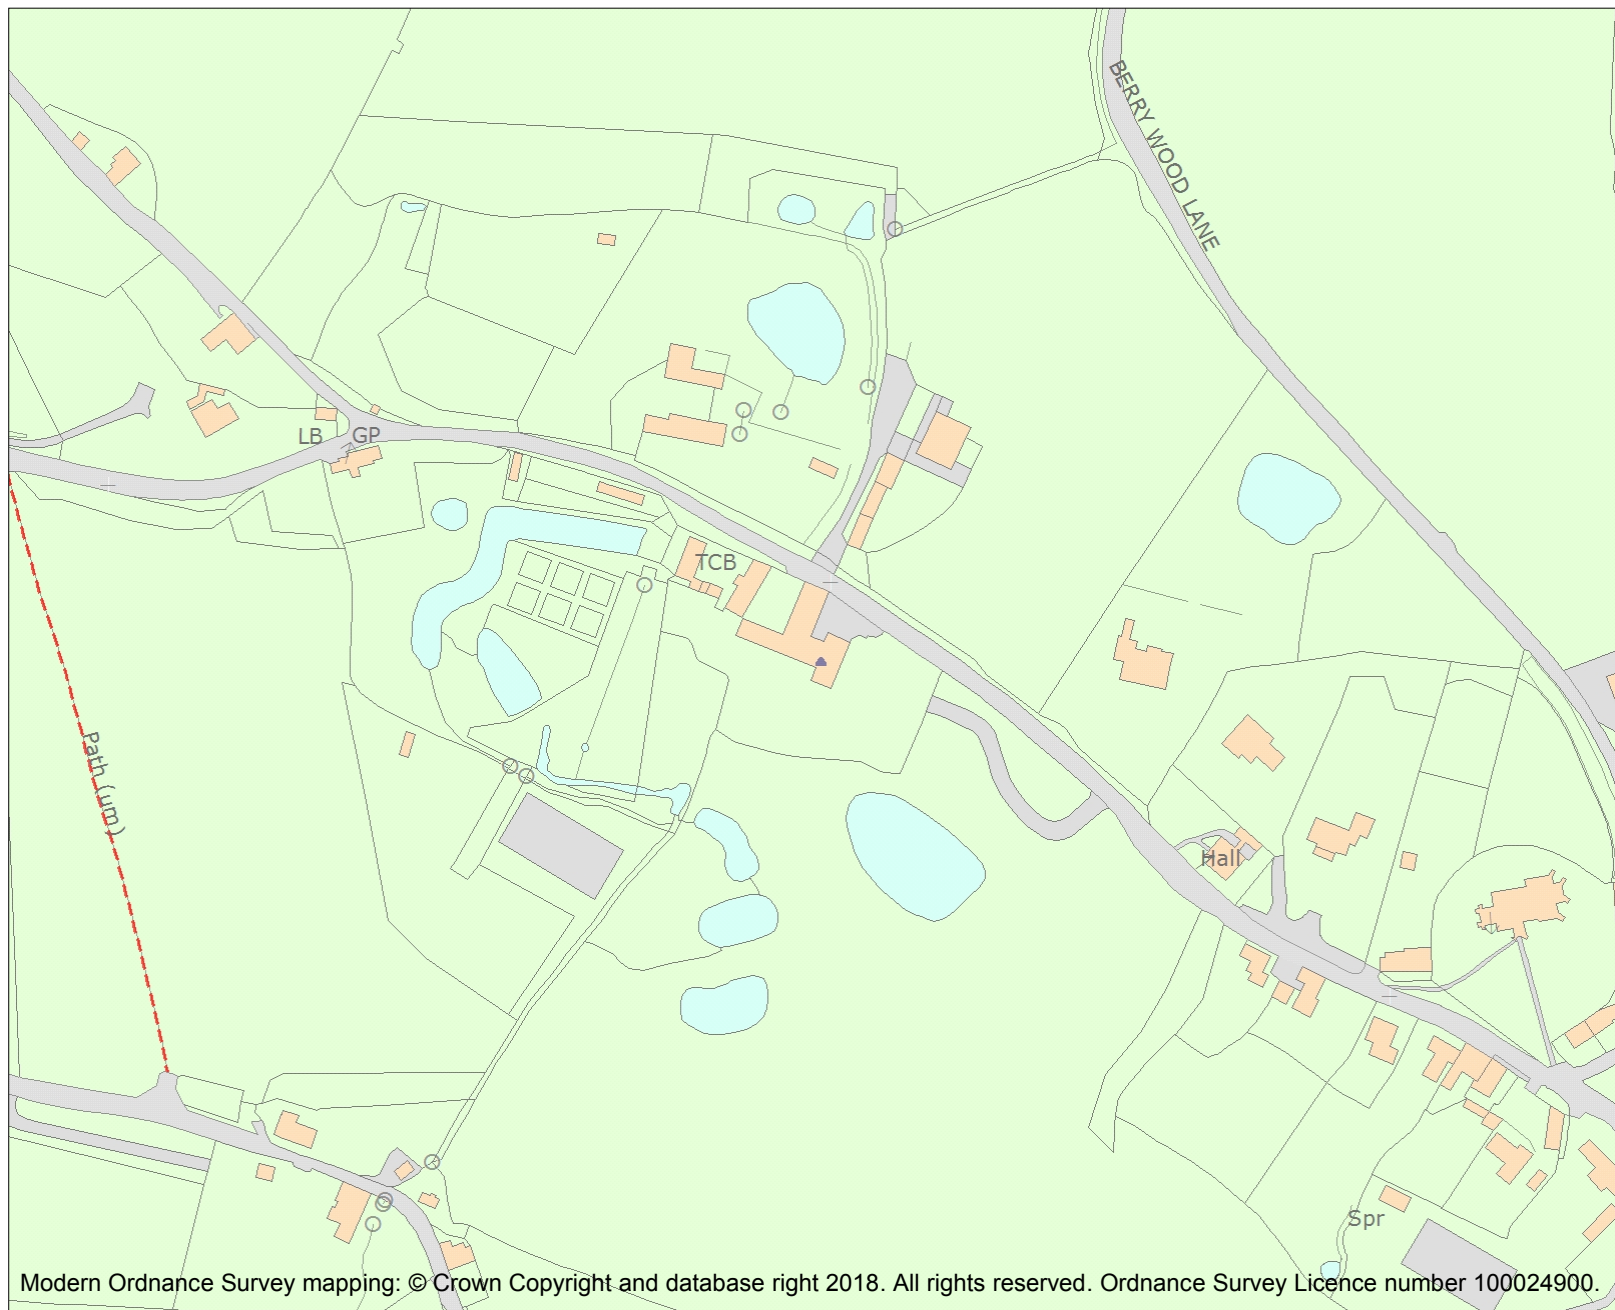 BERRY WOOD LANE
LB
GP
TCB
Path (um)
Hall
Spr
Modern Ordnance Survey mapping: © Crown Copyright and database right 2018. All rights reserved. Ordnance Survey Licence number 100024900.